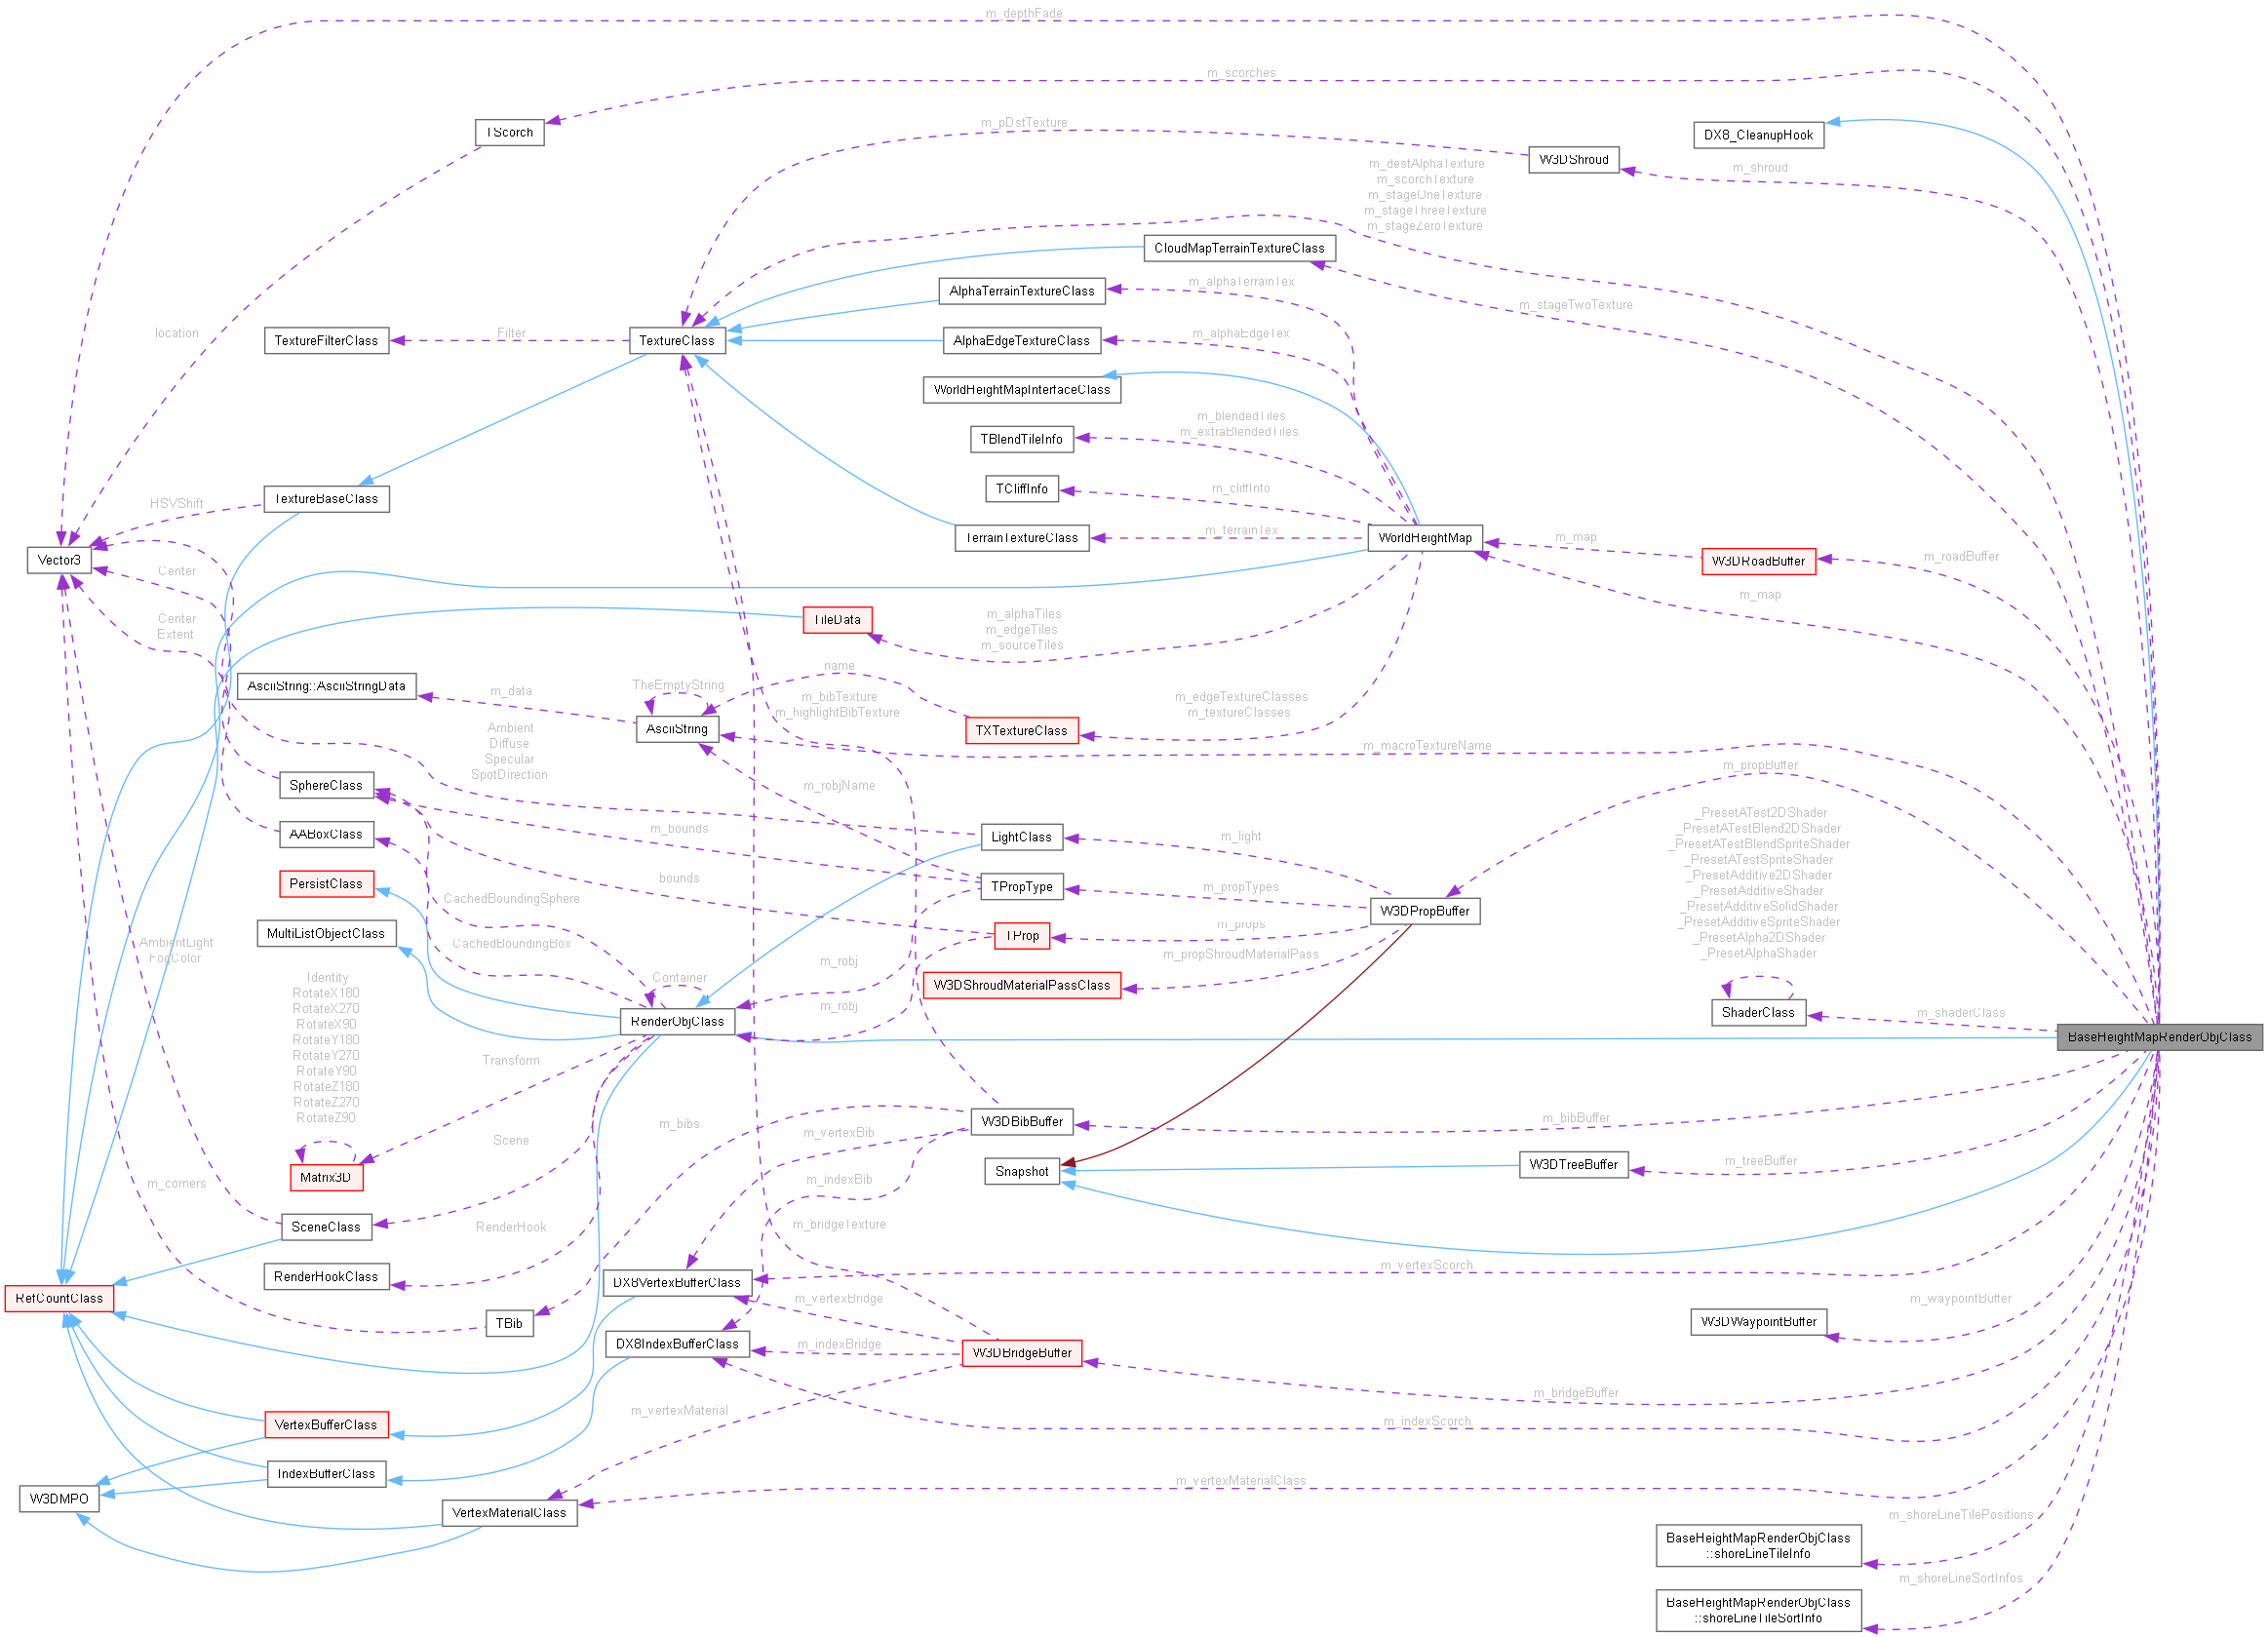 m_depthFade
m_scorches
TScorch
m_pDstTexture
DX8_CleanupHook
W3DShroud
m_shroud
m_destAlphaTexture
m_scorchTexture
m_stageOneTexture
m_stageThreeTexture
m_stageZeroTexture
CloudMapTerrainTextureClass
AlphaTerrainTextureClass
m_alphaTerrainTex
m_stageTwoTexture
location
TextureFilterClass
Filter
TextureClass
AlphaEdgeTextureClass
m_alphaEdgeTex
WorldHeightMapInterfaceClass
m_blendedTiles
m_extraBlendedTiles
TBlendTileInfo
TextureBaseClass
HSVShift
TCliffInfo
m_cliffInfo
TerrainTextureClass
m_terrainTex
WorldHeightMap
m_map
W3DRoadBuffer
m_roadBuffer
Vector3
Center
m_map
Center
Extent
TileData
m_alphaTiles
m_edgeTiles
m_sourceTiles
AsciiString::AsciiStringData
m_data
TheEmptyString
name
AsciiString
m_bibTexture
m_highlightBibTexture
TXTextureClass
m_edgeTextureClasses
m_textureClasses
m_macroTextureName
Ambient
Diffuse
Specular
SpotDirection
m_propBuffer
SphereClass
m_robjName
AABoxClass
m_bounds
LightClass
m_light
_PresetATest2DShader
_PresetATestBlend2DShader
_PresetATestBlendSpriteShader
_PresetATestSpriteShader
_PresetAdditive2DShader
_PresetAdditiveShader
_PresetAdditiveSolidShader
_PresetAdditiveSpriteShader
_PresetAlpha2DShader
_PresetAlphaShader
...
PersistClass
bounds
TPropType
m_propTypes
CachedBoundingSphere
W3DPropBuffer
MultiListObjectClass
CachedBoundingBox
TProp
m_props
AmbientLight
FogColor
m_robj
W3DShroudMaterialPassClass
m_propShroudMaterialPass
Identity
RotateX180
RotateX270
RotateX90
RotateY180
RotateY270
RotateY90
RotateZ180
RotateZ270
RotateZ90
...
Container
RenderObjClass
m_robj
ShaderClass
m_shaderClass
BaseHeightMapRenderObjClass
Transform
Matrix3D
Scene
m_bibs
m_vertexBib
W3DBibBuffer
m_bibBuffer
Snapshot
W3DTreeBuffer
m_treeBuffer
m_corners
m_indexBib
SceneClass
RenderHook
m_bridgeTexture
RenderHookClass
DX8VertexBufferClass
m_vertexScorch
RefCountClass
m_vertexBridge
m_waypointBuffer
TBib
W3DWaypointBuffer
DX8IndexBufferClass
m_indexBridge
W3DBridgeBuffer
m_bridgeBuffer
VertexBufferClass
m_vertexMaterial
m_indexScorch
IndexBufferClass
m_vertexMaterialClass
W3DMPO
VertexMaterialClass
m_shoreLineTilePositions
BaseHeightMapRenderObjClass
::shoreLineTileInfo
m_shoreLineSortInfos
BaseHeightMapRenderObjClass
::shoreLineTileSortInfo